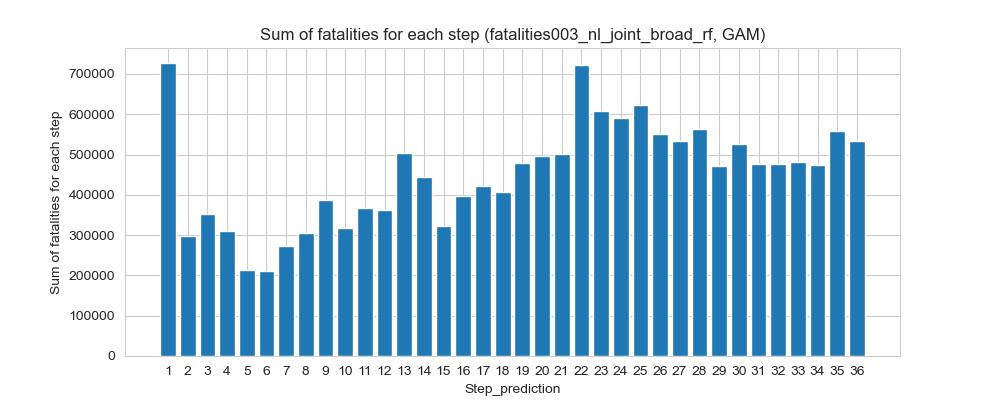 Sum of fatalities for each step (fatalities003_nl_joint_broad_rf, GAM)
Sum of fatalities for each step
700000
600000
500000
400000
300000
200000
100000
0
1 2 3 4 5 6 7 8 9 10 11 12 13 14 15 16 17 18 19 20 21 22 23 24 25 26 27 28 29 30 31 32 33 34 35 36
Step_prediction